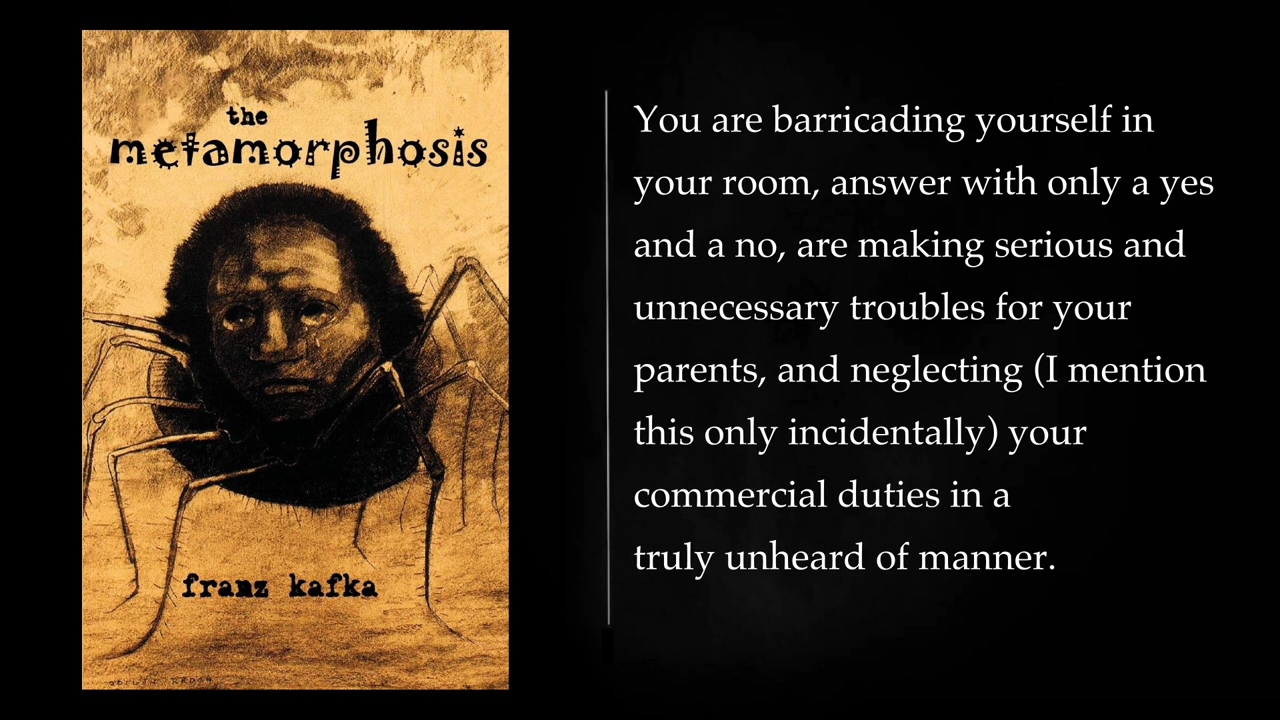 the
metamorphosis
franz kafka
ODILON REDON
You are barricading yourself in
your room, answer with only a yes
and a no, are making serious and
unnecessary troubles for your
parents, and neglecting (I mention
this only incidentally) your
commercial duties in a
truly unheard of manner.